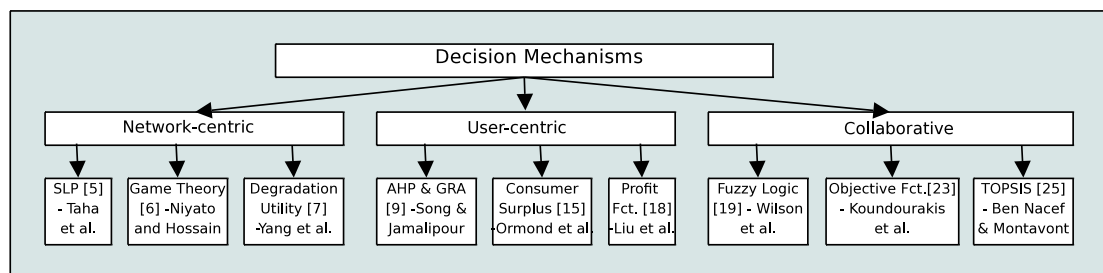 Decision Mechanisms
Network-centric
User-centric
Collaborative
SLP [5]
- Taha
et al.
Game Theory
[6] -Niyato
and Hossain
Degradation
Utility [7]
-Yang et al.
AHP & GRA
[9] -Song &
Jamalipour
Consumer
Surplus [15]
-Ormond et al.
Profit
Fct. [18]
-Liu et al.
Fuzzy Logic
[19] - Wilson
et al.
Objective Fct.[23]
- Koundourakis
et al.
TOPSIS [25]
- Ben Nacef
& Montavont